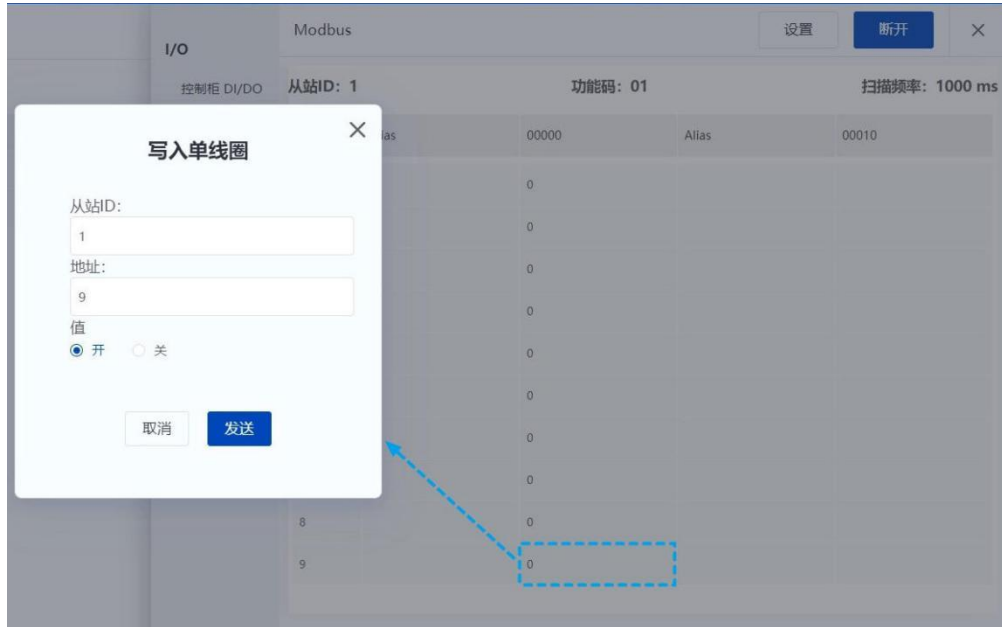 Modbus
设置
断开
I/O
控制柜 DI/DO
从站ID: 1
功能码: 01
扫描频率: 1000 ms
ias
00000
Alias
00010
写入单线圈
从站ID:
1
地址:
9
值
开
关
取消
发送
0
0
0
0
0
0
0
0
8
0
9
0